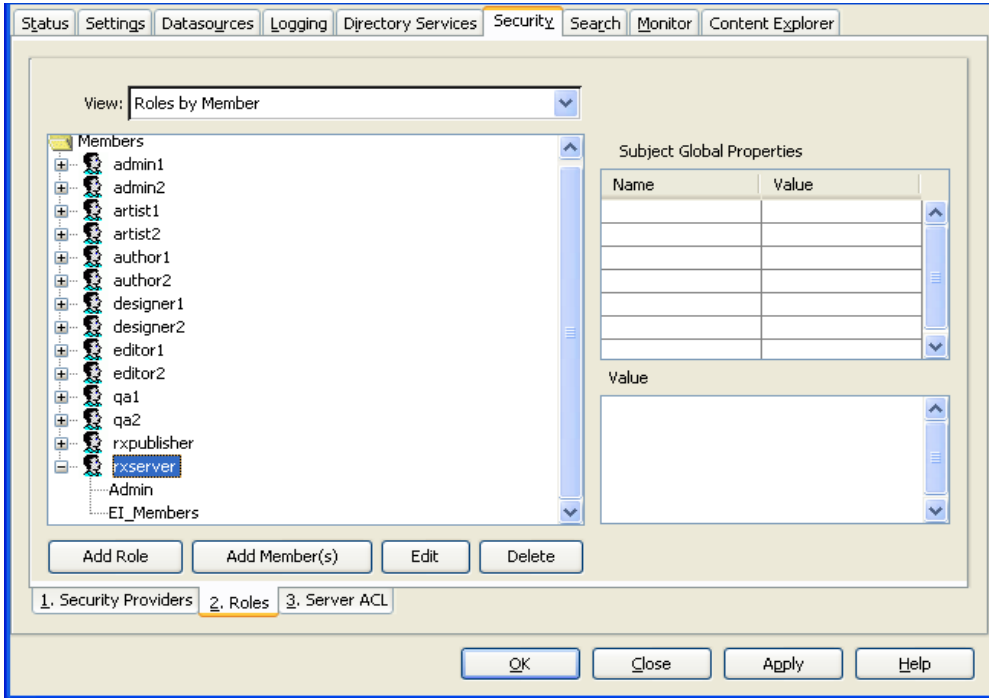 Status Settings Datasources Logging Directory Services Security Search Monitor Content Explorer
View: Roles by Member
Members
admin1
admin2
artist1
artist2
author1
author2
designer1
designer2
editor1
editor2
qa1
qa2
rxpublisher
rxserver
Admin
EI_Members
Subject Global Properties
Name Value
Value
Add Role Add Member(s) Edit Delete
1. Security Providers 2. Roles 3. Server ACL
OK Close Apply Help